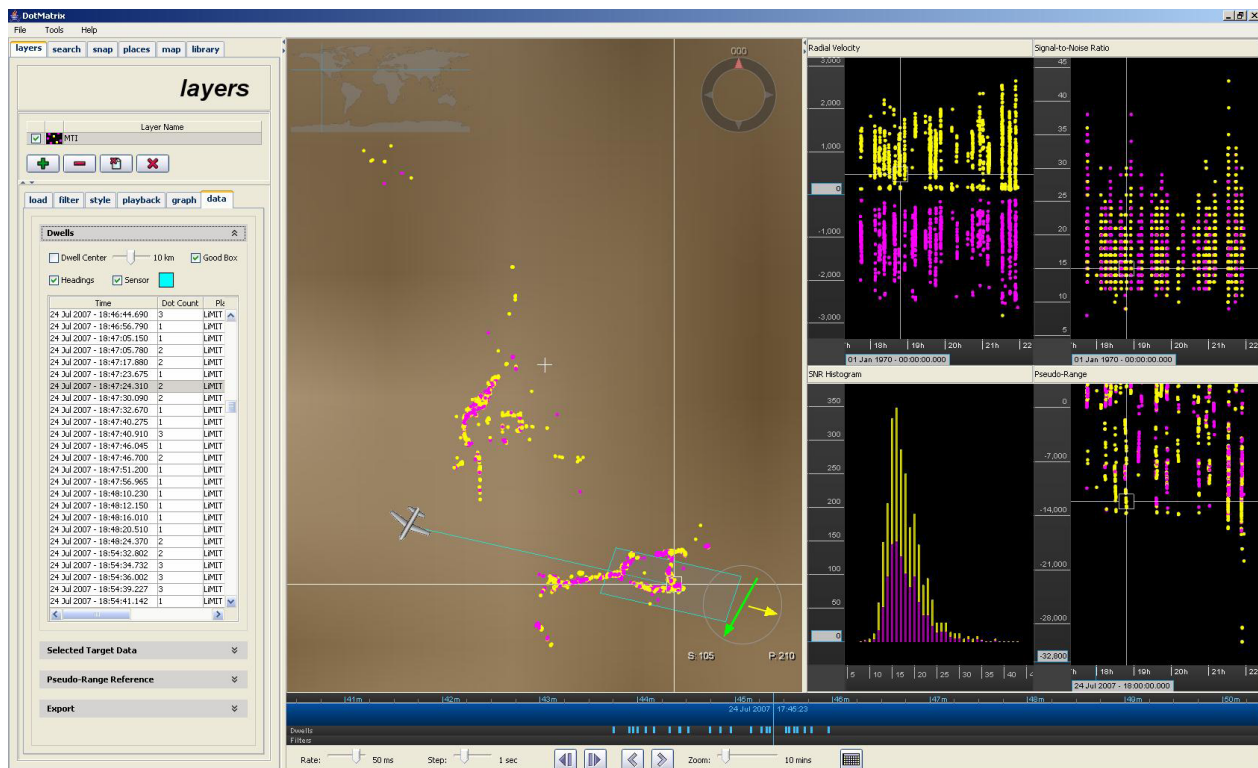 DotMatrix
File Tools Help
layers search snap places map library
layers
Layer Name
MTI
load filter style playback graph data
Dwells
Dwell Center 10 km Good Box
Headings Sensor
Time Dot Count Pla
24 Jul 2007 - 18:46:44.690 3 LiMIT
24 Jul 2007 - 18:46:56.790 1 LiMIT
24 Jul 2007 - 18:47:05.150 1 LiMIT
24 Jul 2007 - 18:47:05.780 2 LiMIT
24 Jul 2007 - 18:47:17.880 2 LiMIT
24 Jul 2007 - 18:47:23.675 1 LiMIT
24 Jul 2007 - 18:47:24.310 2 LiMIT
24 Jul 2007 - 18:47:30.090 2 LiMIT
24 Jul 2007 - 18:47:32.670 1 LiMIT
24 Jul 2007 - 18:47:40.275 1 LiMIT
24 Jul 2007 - 18:47:40.910 3 LiMIT
24 Jul 2007 - 18:47:46.045 1 LiMIT
24 Jul 2007 - 18:47:46.700 2 LiMIT
24 Jul 2007 - 18:47:51.200 1 LiMIT
24 Jul 2007 - 18:47:56.965 1 LiMIT
24 Jul 2007 - 18:48:10.230 1 LiMIT
24 Jul 2007 - 18:48:12.150 1 LiMIT
24 Jul 2007 - 18:48:16.010 1 LiMIT
24 Jul 2007 - 18:48:20.510 1 LiMIT
24 Jul 2007 - 18:48:24.370 2 LiMIT
24 Jul 2007 - 18:54:32.802 2 LiMIT
24 Jul 2007 - 18:54:34.732 3 LiMIT
24 Jul 2007 - 18:54:36.002 3 LiMIT
24 Jul 2007 - 18:54:39.227 3 LiMIT
24 Jul 2007 - 18:54:41.142 1 LiMIT
Selected Target Data
Pseudo-Range Reference
Export
000
S: 105 P: 210
Radial Velocity
3,000
2,000
1,000
0
-1,000
-2,000
-3,000
h 18h 19h 20h 21h 22
01 Jan 1970 - 00:00:00.000
Signal-to-Noise Ratio
45
40
35
30
25
20
15
10
5
h 18h 19h 20h 21h 22
01 Jan 1970 - 00:00:00.000
SNR Histogram
350
300
250
200
150
100
50
0
5 10 15 20 25 30 35 40 4
Pseudo-Range
0
-7,000
-14,000
-21,000
-28,000
-32,800
h 18h 19h 20h 21h 22
24 Jul 2007 - 18:00:00.000
41m 42m 43m 44m 45m 46m 47m 48m 49m 50m
24 Jul 2007 17:45:23
Dwells
Filters
Rate: 50 ms Step: 1 sec Zoom: 10 mins